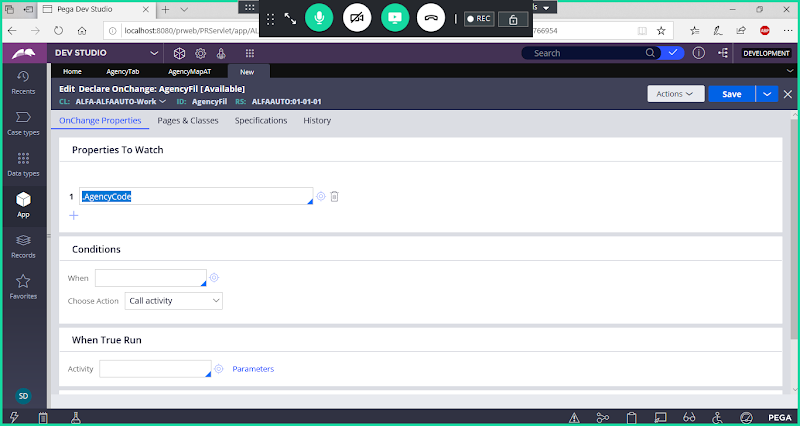 Pega Dev Studio
REC
localhost:8080/prweb/PRServlet/app/AL
766954
DEV STUDIO
Search
DEVELOPMENT
Home AgencyTab AgencyMapAT New
Edit Declare OnChange: AgencyFil [Available]
CL: ALFA-ALFAAUTO-Work ID: AgencyFil RS: ALFAAUTO:01-01-01
Actions
Save
OnChange Properties Pages & Classes Specifications History
Recents
Case types
Data types
App
Records
Favorites
SD
Properties To Watch
1 .AgencyCode
Conditions
When
Choose Action Call activity
When True Run
Activity Parameters
PEGA